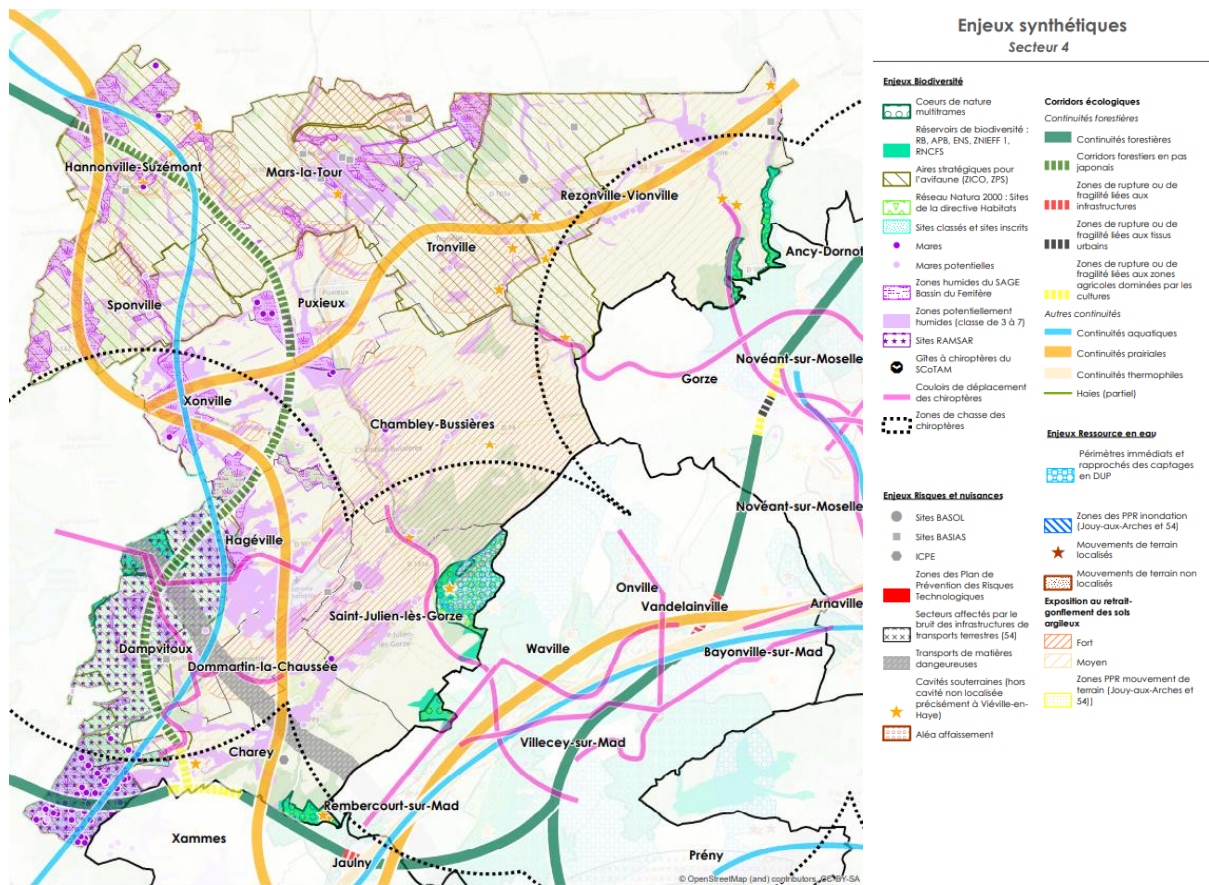 Enjeux synthétiques
Secteur 4
Enjeux Biodiversité
Coeurs de nature
multitrames
Réservoirs de biodiversité :
RB, APB, ENS, ZNIEFF 1,
RNCFS
Aires stratégiques pour
l'avifaune (ZICO, ZPS)
Réseau Natura 2000 : Sites
de la directive Habitats
Sites classés et sites inscrits
Mares
Mares potentielles
Zones humides du SAGE
Bassin du Ferrifère
Zones potentiellement
humides (classe de 3 à 7)
Sites RAMSAR
Gîtes à chiroptères du
SCoTAM
Couloirs de déplacement
des chiroptères
Zones de chasse des
chiroptères
Corridors écologiques
Continuités forestières
Continuités forestières
Corridors forestiers en pas
japonais
Zones de rupture ou de
fragilité liées aux
infrastructures
Zones de rupture ou de
fragilité liées aux tissus
urbains
Zones de rupture ou de
fragilité liées aux zones
agricoles dominées par les
cultures
Autres continuités
Continuités aquatiques
Continuités prairiales
Continuités thermophiles
Haies (partiel)
Enjeux Ressource en eau
Périmètres immédiats et
rapprochés des captages
en DUP
Enjeux Risques et nuisances
Sites BASOL
Sites BASIAS
ICPE
Zones des Plan de
Prévention des Risques
Technologiques
Secteurs affectés par le
bruit des infrastructures de
transports terrestres (54)
Transports de matières
dangeureuses
Cavités souterraines (hors
cavité non localisée
précisément à Viéville-en-
Haye)
Aléa affaissement
Zones des PPR inondation
(Jouy-aux-Arches et 54)
Mouvements de terrain
localisés
Mouvements de terrain non
localisés
Exposition au retrait-
gonflement des sols
argileux
Fort
Moyen
Zones PPR mouvement de
terrain (Jouy-aux-Arches et
54))
Hannonville-Suzémont
Mars-la-Tour
Rezonville-Vionville
Tronville
Ancy-Dornot
Sponville
Puxieux
Novéant-sur-Moselle
Gorze
Xonville
Chambley-Bussières
Novéant-sur-Moselle
Hagéville
Onville
Vandelainville
Arnaville
Saint-Julien-lès-Gorze
Waville
Bayonville-sur-Mad
Dampvitoux
Dommartin-la-Chaussée
Villecey-sur-Mad
Charey
Rembercourt-sur-Mad
Xammes
Jaulny
Prény
© OpenStreetMap (and) contributors, CC-BY-SA